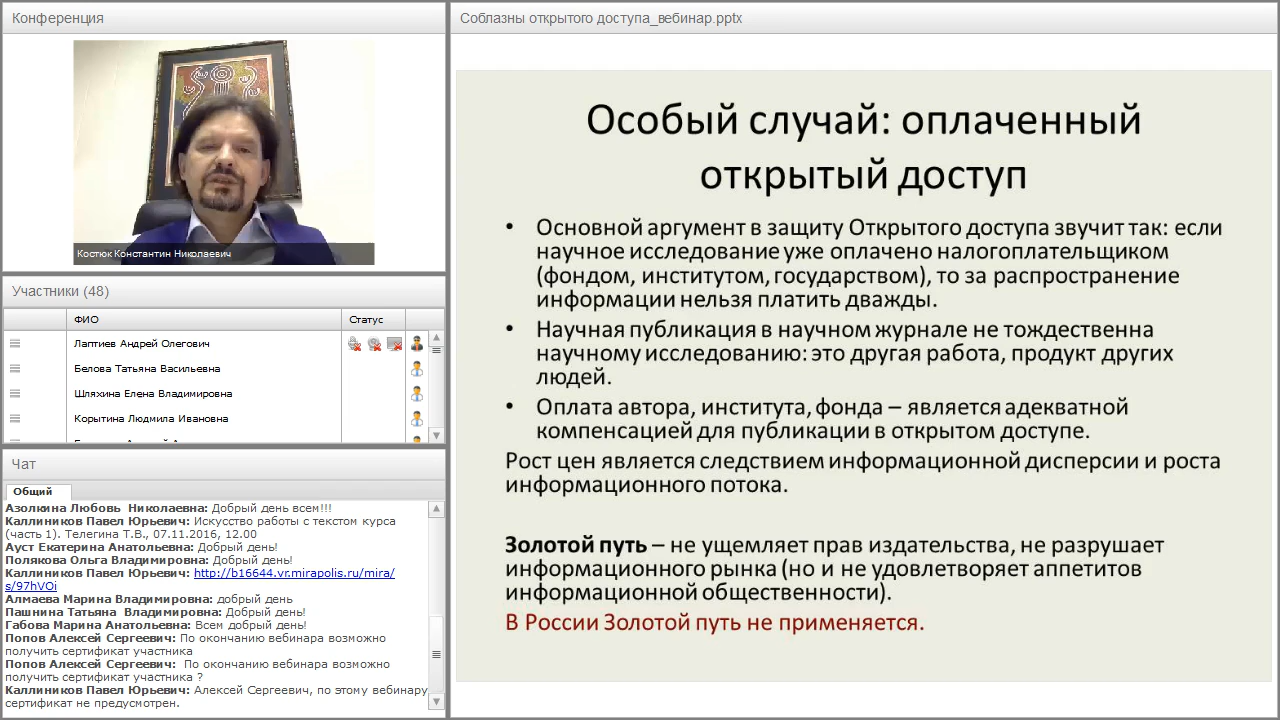 Конференция
Костюк Константин Николаевич
Участники (48)
ФИО
Статус
Лаптиев Андрей Олегович
Белова Татьяна Васильевна
Шляхина Елена Владимировна
Корытина Людмила Ивановна
Чат
Общий
Азолкина Любовь  Николаевна: Добрый день всем!!!
Каллиников Павел Юрьевич: Искусство работы с текстом курса
(часть 1). Телегина Т.В., 07.11.2016, 12.00
Ауст Екатерина Анатольевна: Добрый день!
Полякова Ольга Владимировна: Добрый день!
Каллиников Павел Юрьевич: http://b16644.vr.mirapolis.ru/mira/
s/97hVOi
Алмаева Марина Владимировна: добрый день
Пашнина Татьяна  Владимировна: Добрый день!
Габова Марина Анатольевна: Всем добрый день!
Попов Алексей Сергеевич: По окончанию вебинара возможно
получить сертификат участника
Попов Алексей Сергеевич:  По окончанию вебинара возможно
получить сертификат участника ?
Каллиников Павел Юрьевич: Алексей Сергеевич, по этому вебинару
сертификат не предусмотрен.
Соблазны открытого доступа_вебинар.pptx
Особый случай: оплаченный
открытый доступ
• Основной аргумент в защиту Открытого доступа звучит так: если
научное исследование уже оплачено налогоплательщиком
(фондом, институтом, государством), то за распространение
информации нельзя платить дважды.
• Научная публикация в научном журнале не тождественна
научному исследованию: это другая работа, продукт других
людей.
• Оплата автора, института, фонда – является адекватной
компенсацией для публикации в открытом доступе.
Рост цен является следствием информационной дисперсии и роста
информационного потока.
Золотой путь – не ущемляет прав издательства, не разрушает
информационного рынка (но и не удовлетворяет аппетитов
информационной общественности).
В России Золотой путь не применяется.